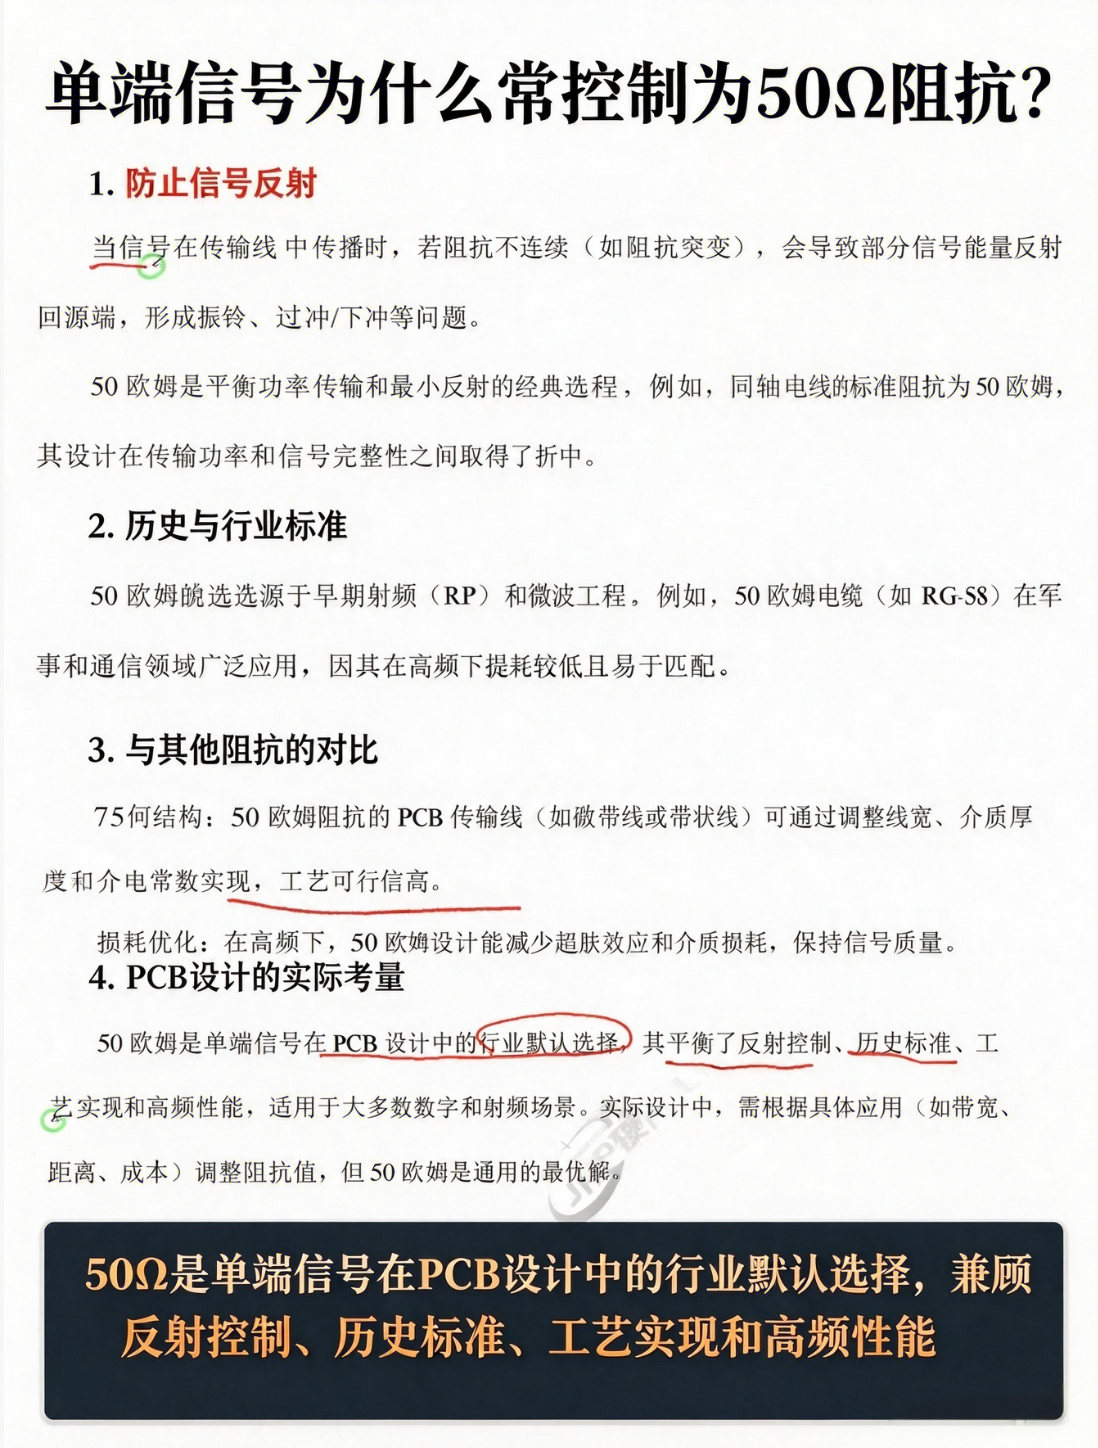 单端信号为什么常控制为50Ω阻抗?
1. 防止信号反射
当信号在传输线中传播时，若阻抗不连续（如阻抗突变），会导致部分信号能量反射
回源端，形成振铃、过冲/下冲等问题。
50 欧姆是平衡功率传输和最小反射的经典选程，例如，同轴电线的标准阻抗为 50 欧姆，
其设计在传输功率和信号完整性之间取得了折中。
2. 历史与行业标准
50 欧姆的选选源于早期射频（RP）和微波工程。例如，50 欧姆电缆（如 RG-S8）在军
事和通信领域广泛应用，因其在高频下提耗较低且易于匹配。
3. 与其他阻抗的对比
75何结构：50 欧姆阻抗的 PCB 传输线（如带线或带状线）可通过调整线宽、介质厚
度和介电常数实现，工艺可行信高。
损耗优化：在高频下，50 欧姆设计能减少超肤效应和介质损耗，保持信号质量。
4. PCB设计的实际考量
50 欧姆是单端信号在 PCB 设计中的行业默认选择，其平衡了反射控制、历史标准、工
艺实现和高频性能，适用于大多数数字和射频场景。实际设计中，需根据具体应用（如带宽、
距离、成本）调整阻抗值，但 50 欧姆是通用的最优解。
50Ω是单端信号在PCB设计中的行业默认选择，兼顾
反射控制、历史标准、工艺实现和高频性能